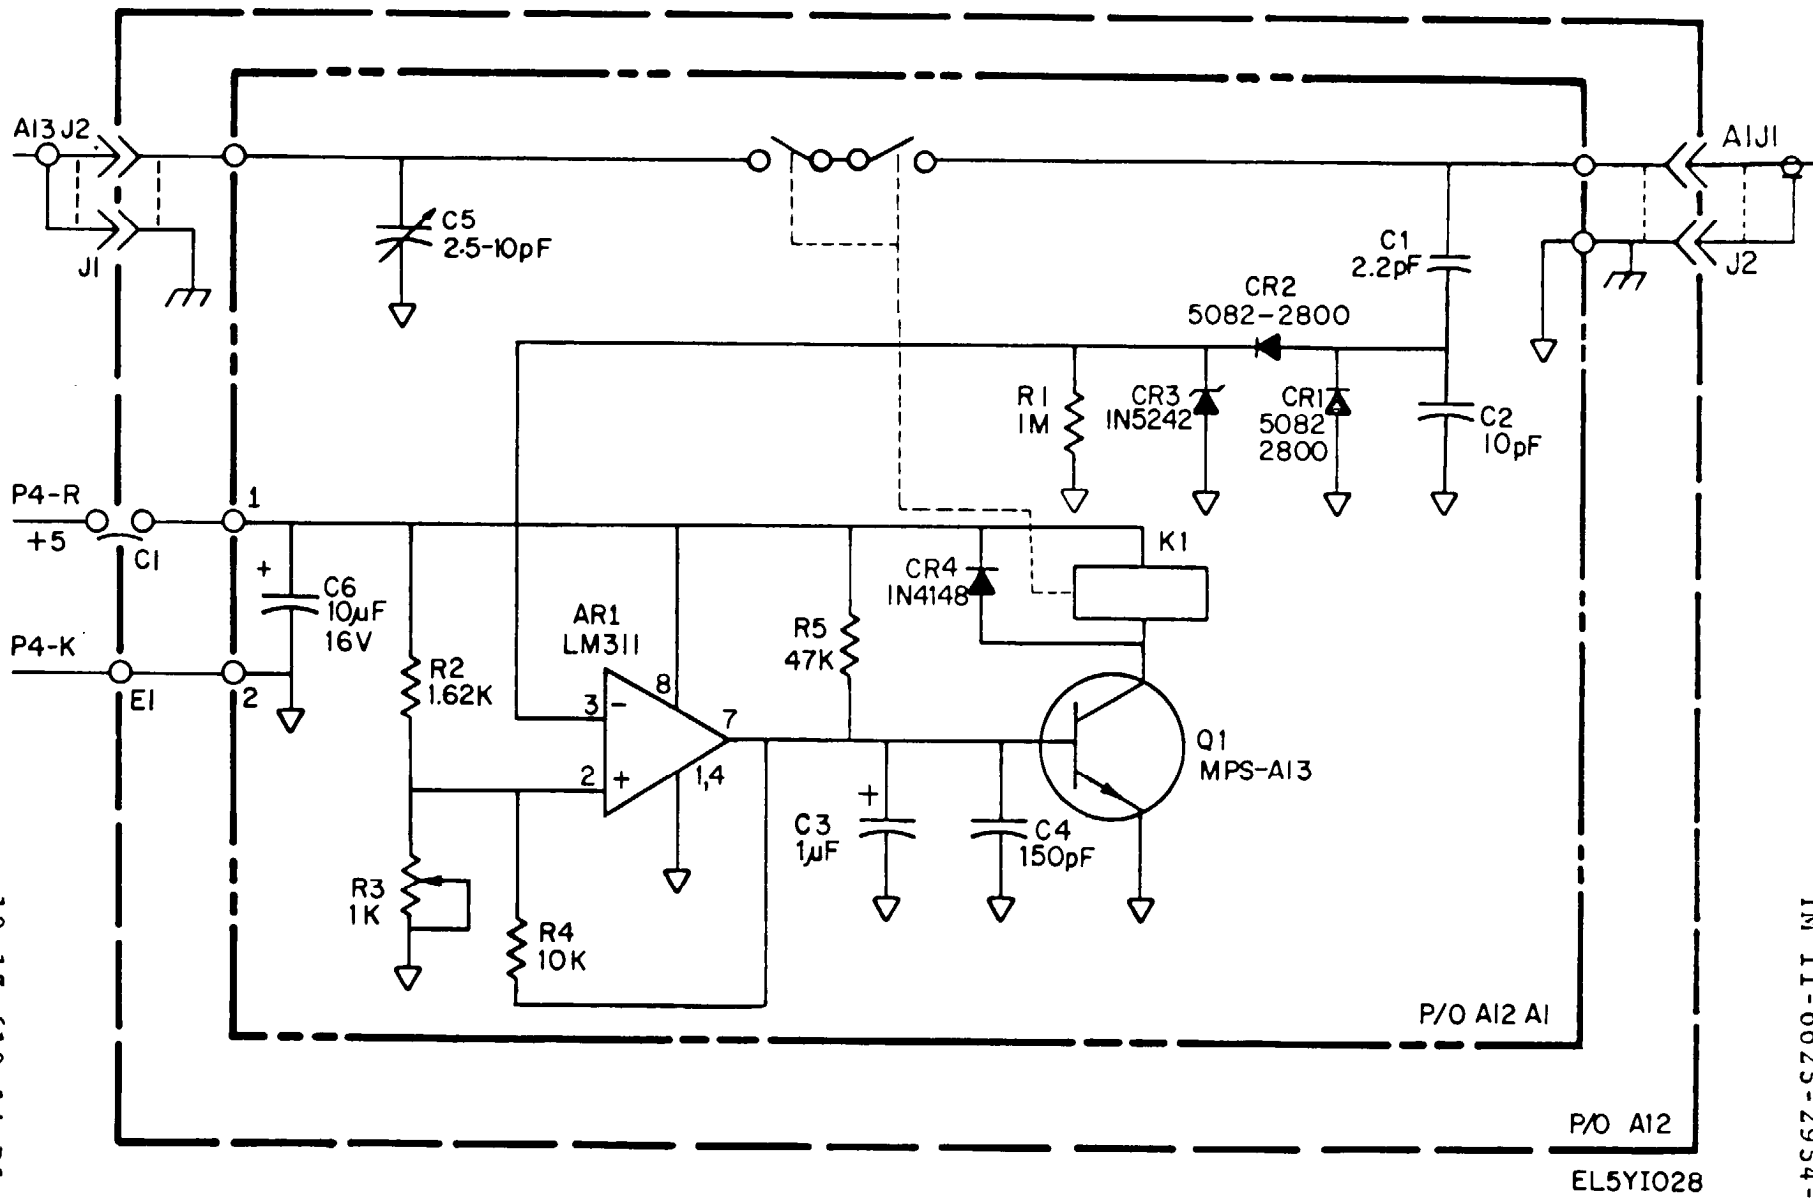 A13 J2
J1
C5
2.5-10pF
A1J1
J2
C1
2.2pF
CR2
5082-2800
R1
1M
CR3
1N5242
CR1
5082
2800
C2
10pF
P4-R
+5
C1
1
+
C6
10µF
16V
P4-K
E1
2
R2
1.62K
AR1
LM311
8
3
-
2
+
7
1,4
R5
47K
CR4
1N4148
K1
Q1
MPS-A13
+
C3
1µF
C4
150pF
R3
1K
R4
10K
P/O A12 A1
P/O A12
EL5YI028